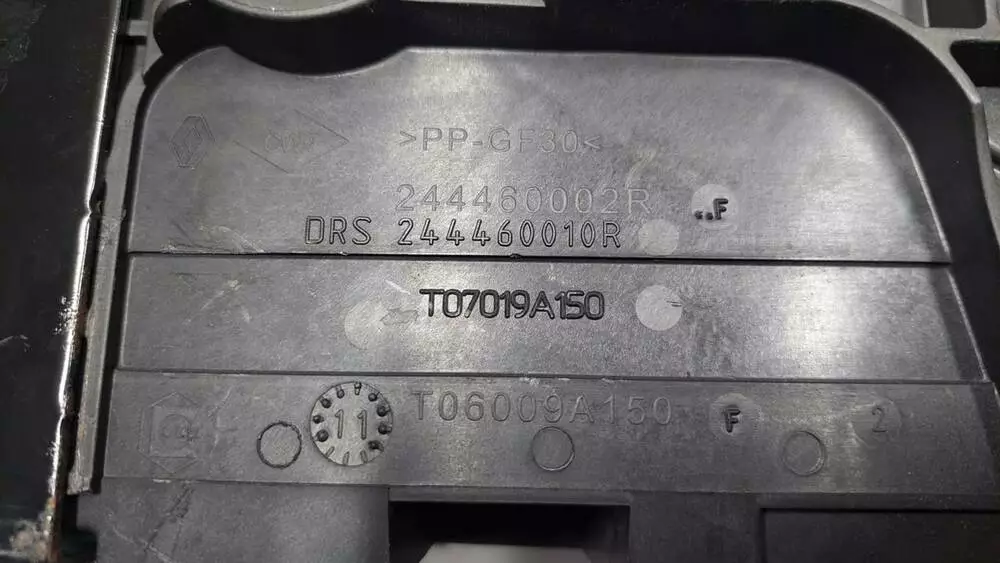 >PP-GF30<
244460002R
..F
DRS 244460010R
T07019A150
11
T06009A150
F
2